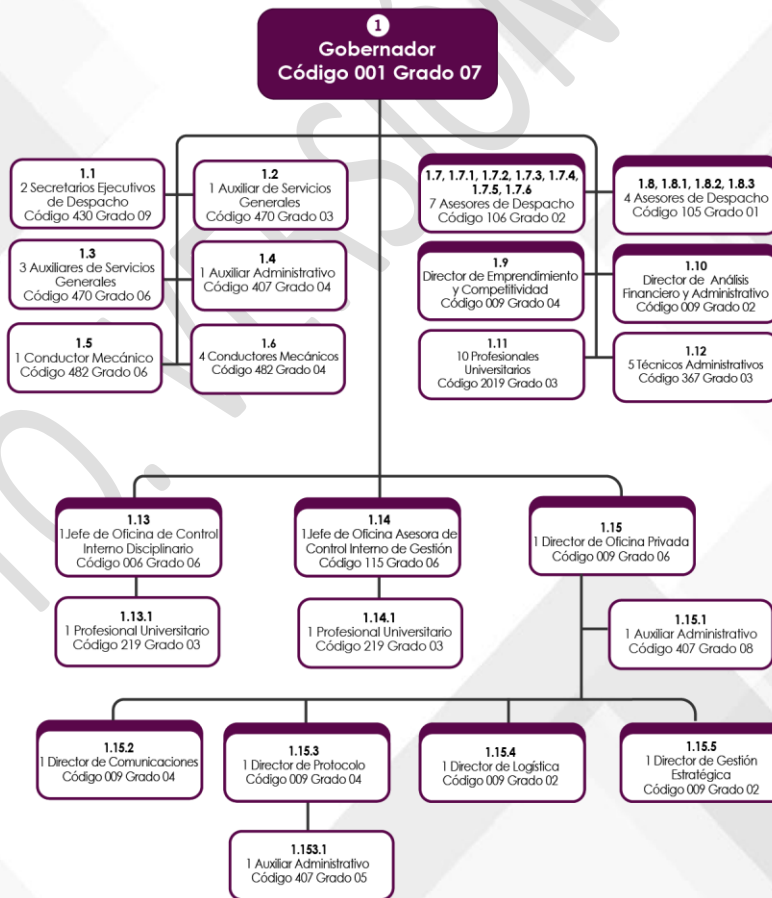 1
Gobernador
Código 001 Grado 07
1.1
2 Secretarios Ejecutivos
de Despacho
Código 430 Grado 09
1.2
1 Auxiliar de Servicios
Generales
Código 470 Grado 03
1.7, 1.7.1, 1.7.2, 1.7.3, 1.7.4,
1.7.5, 1.7.6
7 Asesores de Despacho
Código 106 Grado 02
1.8, 1.8.1, 1.8.2, 1.8.3
4 Asesores de Despacho
Código 105 Grado 01
1.3
3 Auxiliares de Servicios
Generales
Código 470 Grado 06
1.4
1 Auxiliar Administrativo
Código 407 Grado 04
1.9
Director de Emprendimiento
y Competitividad
Código 009 Grado 04
1.10
Director de Análisis
Financiero y Administrativo
Código 009 Grado 02
1.5
1 Conductor Mecánico
Código 482 Grado 06
1.6
4 Conductores Mecánicos
Código 482 Grado 04
1.11
10 Profesionales
Universitarios
Código 2019 Grado 03
1.12
5 Técnicos Administrativos
Código 367 Grado 03
1.13
1Jefe de Oficina de Control
Interno Disciplinario
Código 006 Grado 06
1.14
1Jefe de Oficina Asesora de
Control Interno de Gestión
Código 115 Grado 06
1.15
1 Director de Oficina Privada
Código 009 Grado 06
1.13.1
1 Profesional Universitario
Código 219 Grado 03
1.14.1
1 Profesional Universitario
Código 219 Grado 03
1.15.1
1 Auxiliar Administrativo
Código 407 Grado 08
1.15.2
1 Director de Comunicaciones
Código 009 Grado 04
1.15.3
1 Director de Protocolo
Código 009 Grado 04
1.15.4
1 Director de Logística
Código 009 Grado 02
1.15.5
1 Director de Gestión
Estratégica
Código 009 Grado 02
1.153.1
1 Auxiliar Administrativo
Código 407 Grado 05